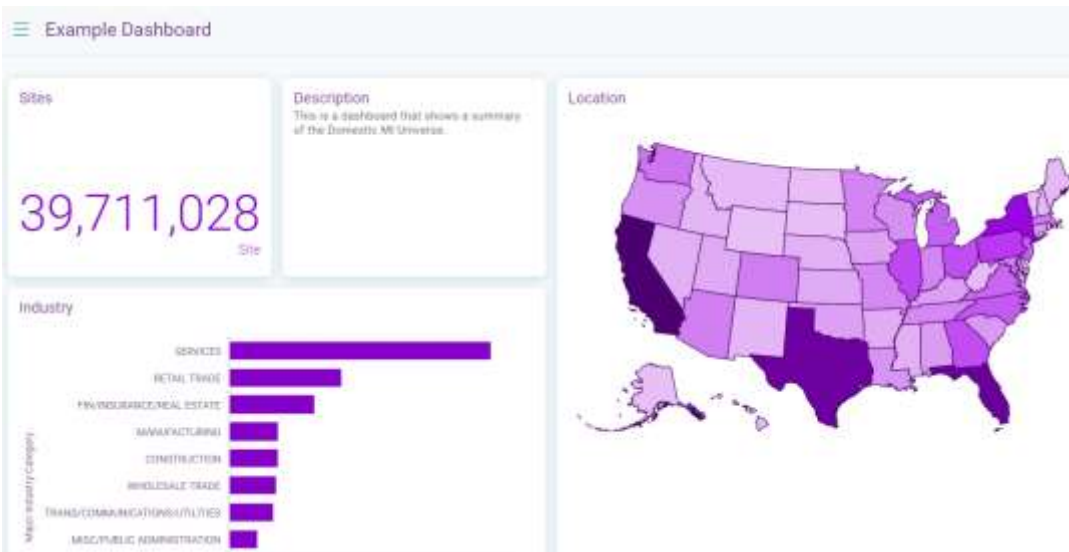 Example Dashboard
Sites
39,711,028
Site
Description
This is a dashboard that shows a summary
of the Domestic MI Universe.
Location
Industry
Major Industry Category
SERVICES
RETAIL TRADE
FIN/INSURANCE/REAL ESTATE
MANUFACTURING
CONSTRUCTION
WHOLESALE TRADE
TRANS/COMMUNICATIONS/UTILITIES
MISC/PUBLIC ADMINISTRATION